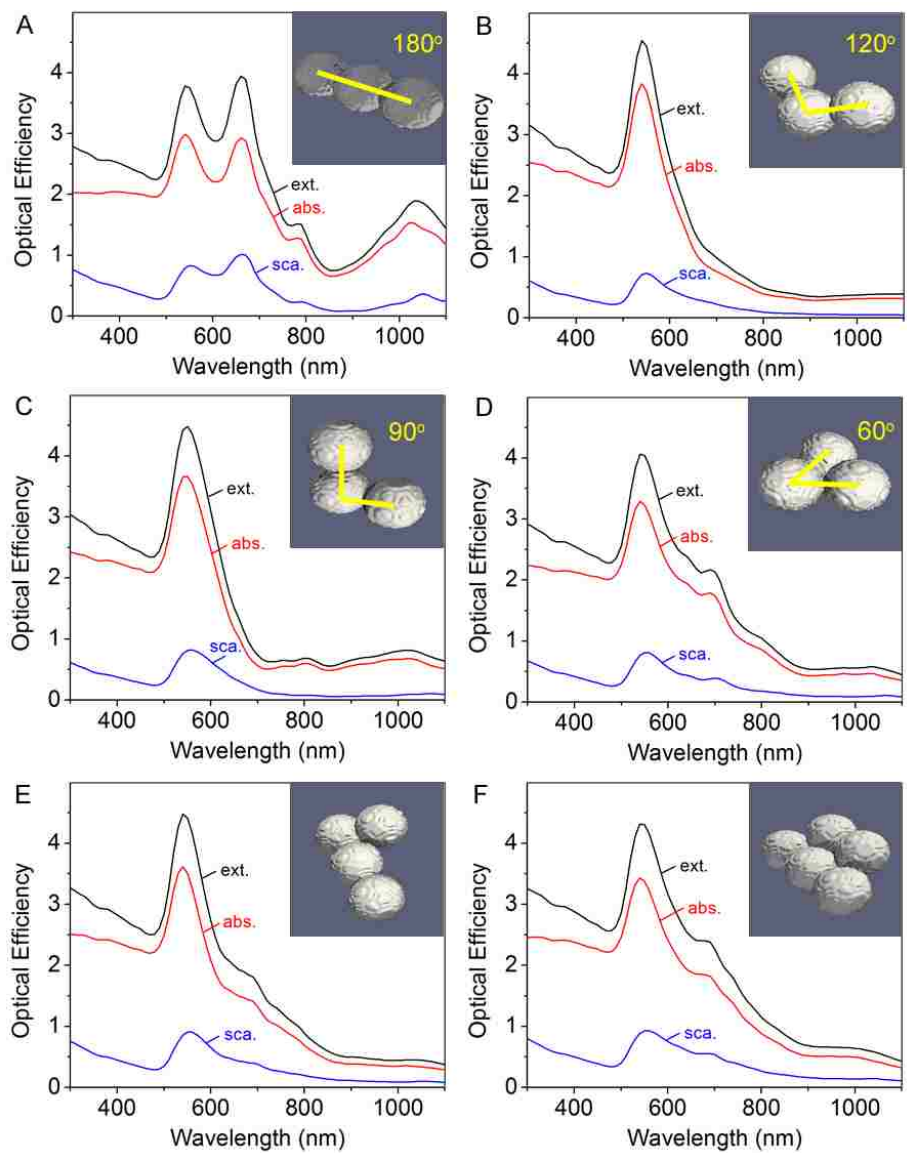 A
180°
4
3
2
1
0
ext.
abs.
sca.
400 600 800 1000
Wavelength (nm)
Optical Efficiency
B
120°
4
3
2
1
0
ext.
abs.
sca.
400 600 800 1000
Wavelength (nm)
Optical Efficiency
C
90°
4
3
2
1
0
ext.
abs.
sca.
400 600 800 1000
Wavelength (nm)
Optical Efficiency
D
60°
4
3
2
1
0
ext.
abs.
sca.
400 600 800 1000
Wavelength (nm)
Optical Efficiency
E
4
3
2
1
0
ext.
abs.
sca.
400 600 800 1000
Wavelength (nm)
Optical Efficiency
F
4
3
2
1
0
ext.
abs.
sca.
400 600 800 1000
Wavelength (nm)
Optical Efficiency